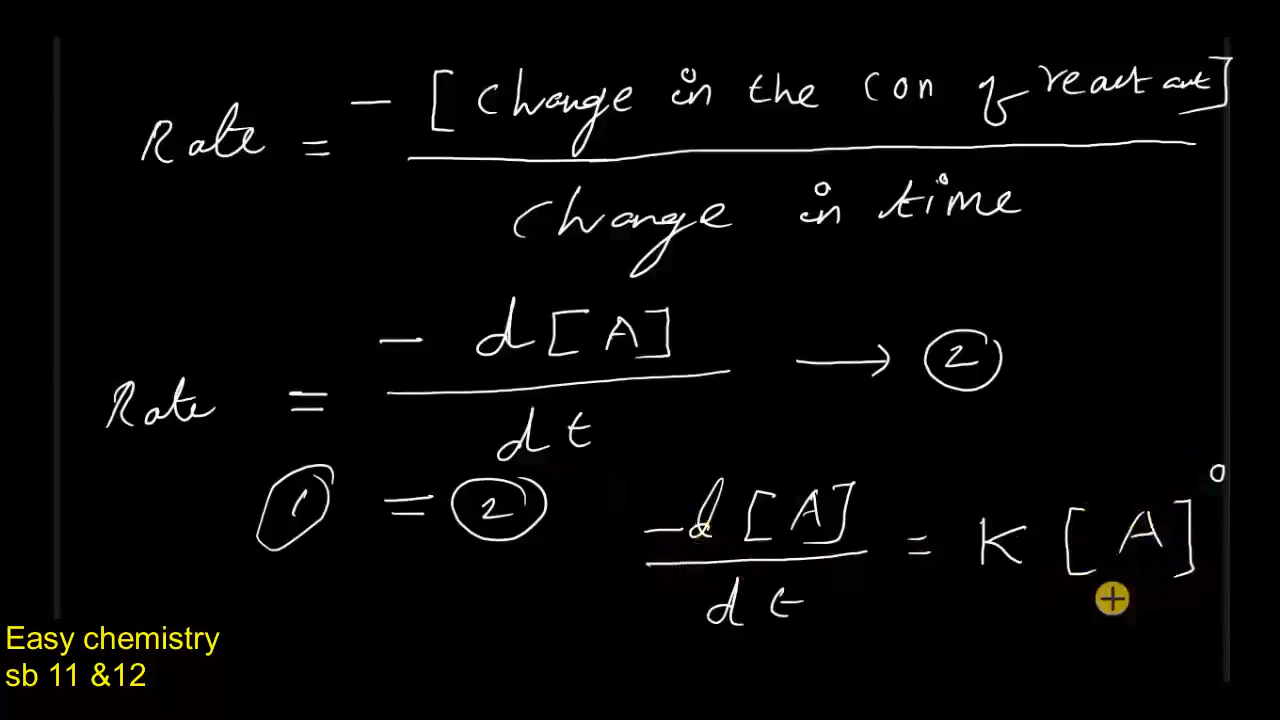 Rate = - [Change in the Con of reactant]
Change in time
Rate = - d[A] / dt → ②
① = ② -d[A] / dt = K[A]⁰
Easy chemistry
sb 11 &12